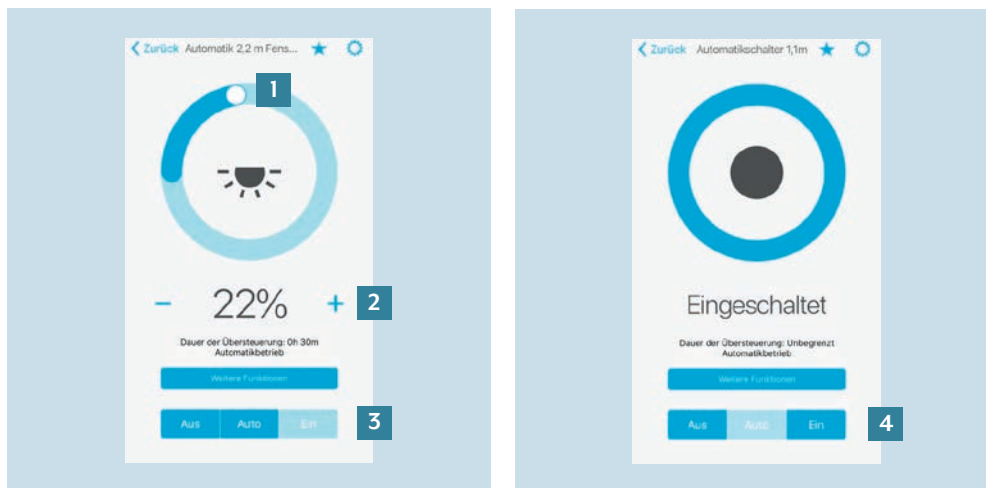 Zurück Automatik 2,2 m Fens...
1
22%
2
Dauer der Übersteuerung: 0h 30m
Automatikbetrieb
Weitere Funktionen
Aus Auto Ein
3
Zurück Automatikschalter 1,1m
Eingeschaltet
Dauer der Übersteuerung: Unbegrenzt
Automatikbetrieb
Weitere Funktionen
Aus Auto Ein
4